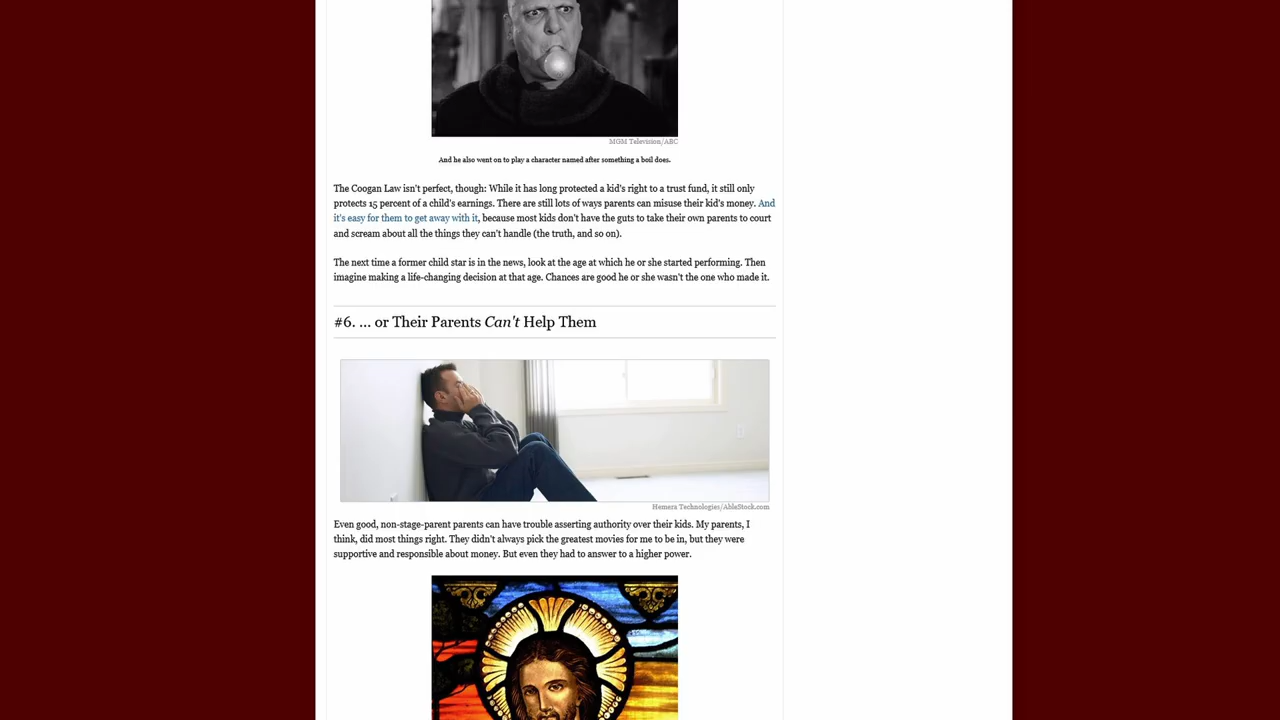 MGM Television/ABC
And he also went on to play a character named after something a boil does.
The Coogan Law isn't perfect, though: While it has long protected a kid's right to a trust fund, it still only
protects 15 percent of a child's earnings. There are still lots of ways parents can misuse their kid's money. And
it's easy for them to get away with it, because most kids don't have the guts to take their own parents to court
and scream about all the things they can't handle (the truth, and so on).
The next time a former child star is in the news, look at the age at which he or she started performing. Then
imagine making a life-changing decision at that age. Chances are good he or she wasn't the one who made it.
#6. ... or Their Parents Can't Help Them
Hemera Technologies/AbleStock.com
Even good, non-stage-parent parents can have trouble asserting authority over their kids. My parents, I
think, did most things right. They didn't always pick the greatest movies for me to be in, but they were
supportive and responsible about money. But even they had to answer to a higher power.